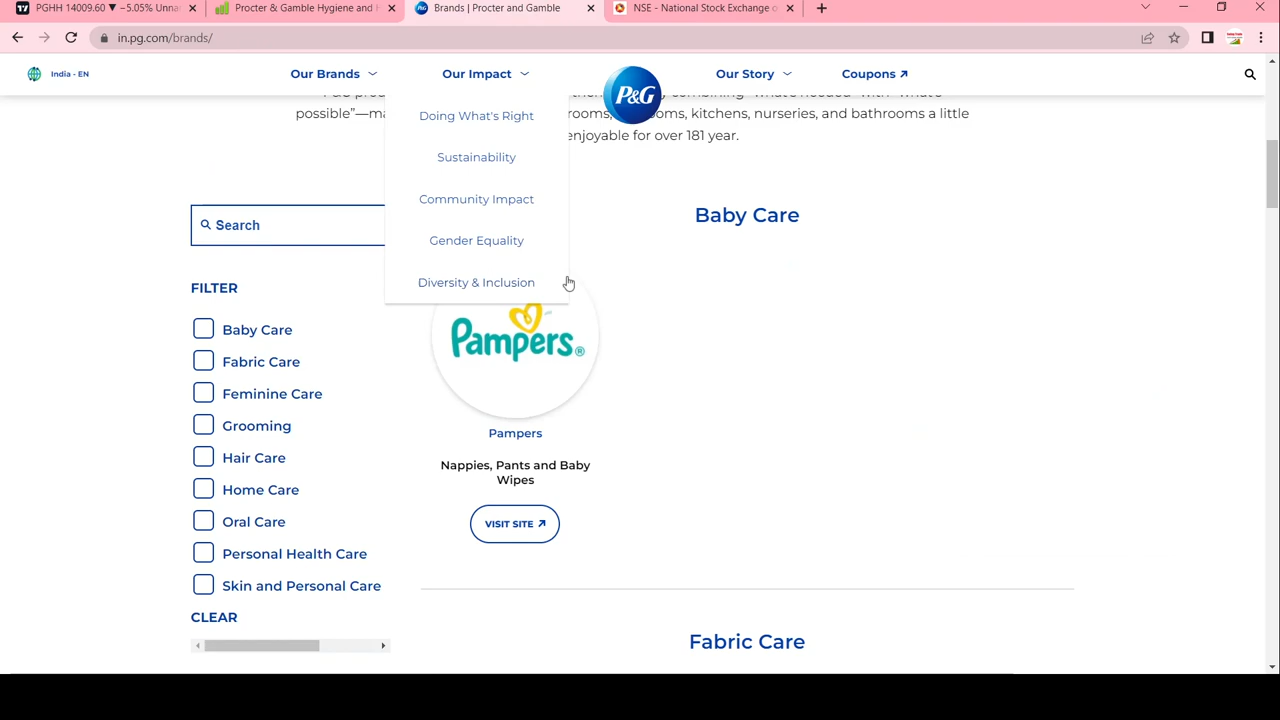 PGHH 14009.60 ▼ −5.05% Unna
Procter & Gamble Hygiene and H
Brands | Procter and Gamble
NSE - National Stock Exchange o
in.pg.com/brands/
India - EN
Our Brands
Our Impact
P&G
Our Story
Coupons
possible”—ma
rooms,
ooms, kitchens, nurseries, and bathrooms a little
enjoyable for over 181 year.
Doing What's Right
Sustainability
Community Impact
Gender Equality
Diversity & Inclusion
Search
Baby Care
FILTER
Baby Care
Fabric Care
Feminine Care
Grooming
Hair Care
Home Care
Oral Care
Personal Health Care
Skin and Personal Care
CLEAR
Pampers®
Pampers
Nappies, Pants and Baby
Wipes
VISIT SITE
Fabric Care